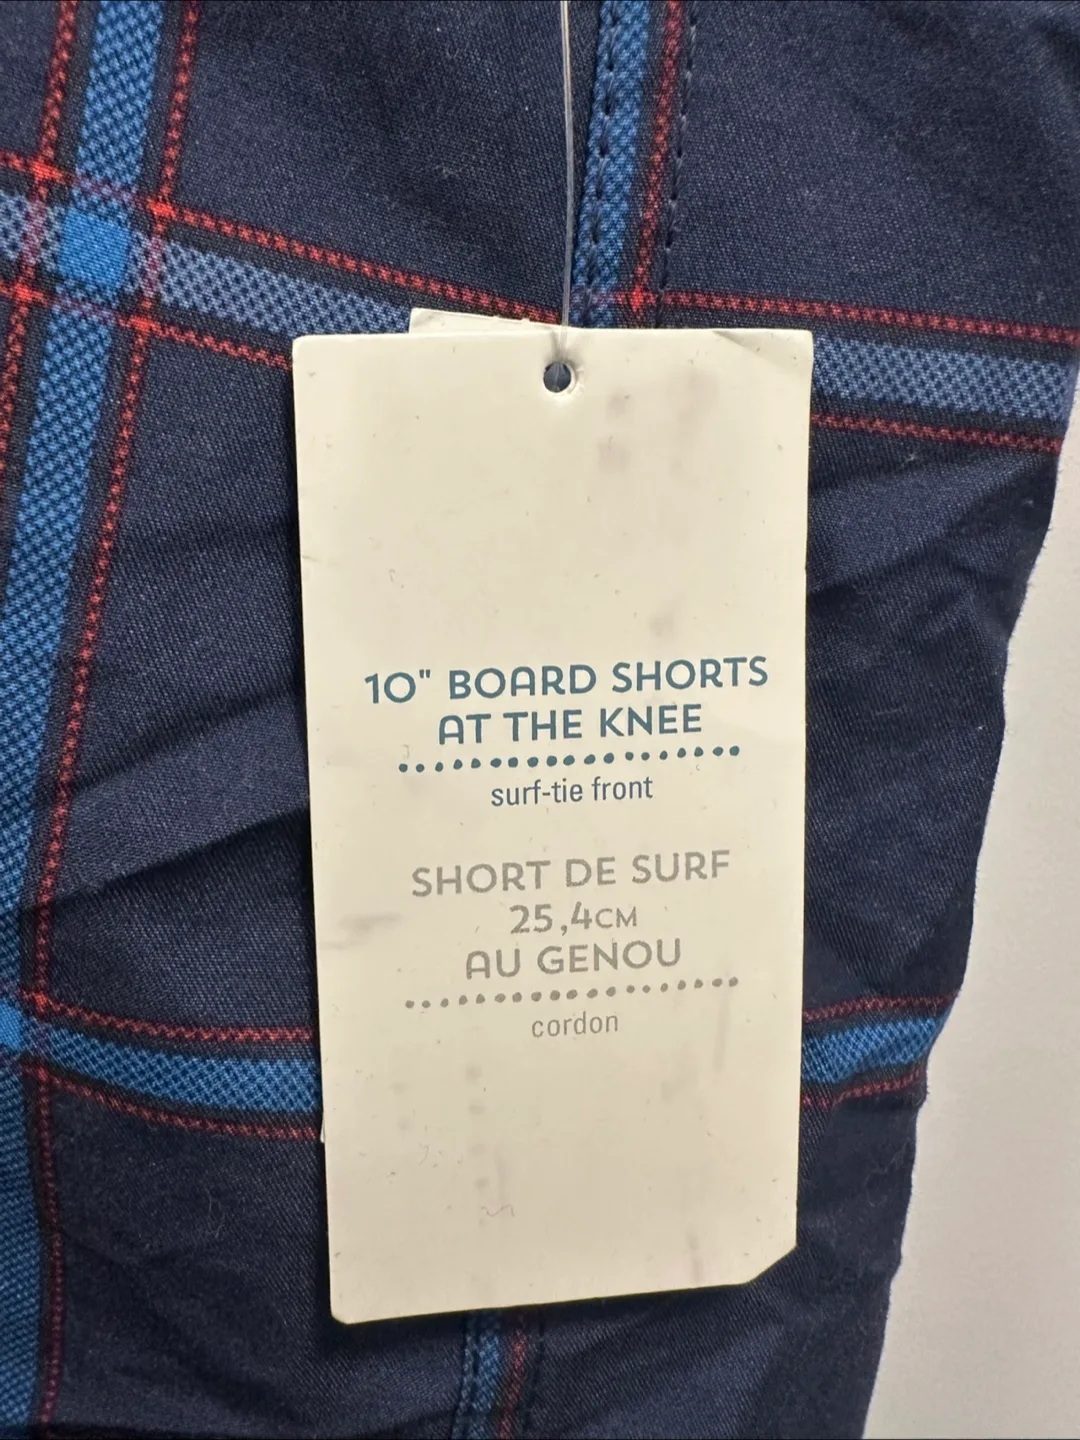 10" BOARD SHORTS
AT THE KNEE
surf-tie front
SHORT DE SURF
25,4CM
AU GENOU
cordon